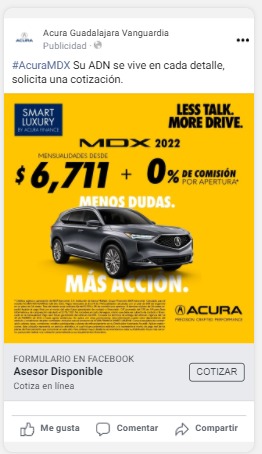 Acura Guadalajara Vanguardia
ACURA
Publicidad ·
#AcuraMDX Su ADN se vive en cada detalle,
solicita una cotización.
SMART
LUXURY
BY ACURA FINANCE
LESS TALK.
MORE DRIVE.
MDX 2022
MENSUALIDADES DESDE
$6,711 + 0% DE COMISIÓN
POR APERTURA*
MENOS DUDAS.
MÁS ACCIÓN.
ACURA
PRECISION CRAFTED PERFORMANCE
FORMULARIO EN FACEBOOK
Asesor Disponible
Cotiza en línea
COTIZAR
Me gusta
Comentar
Compartir